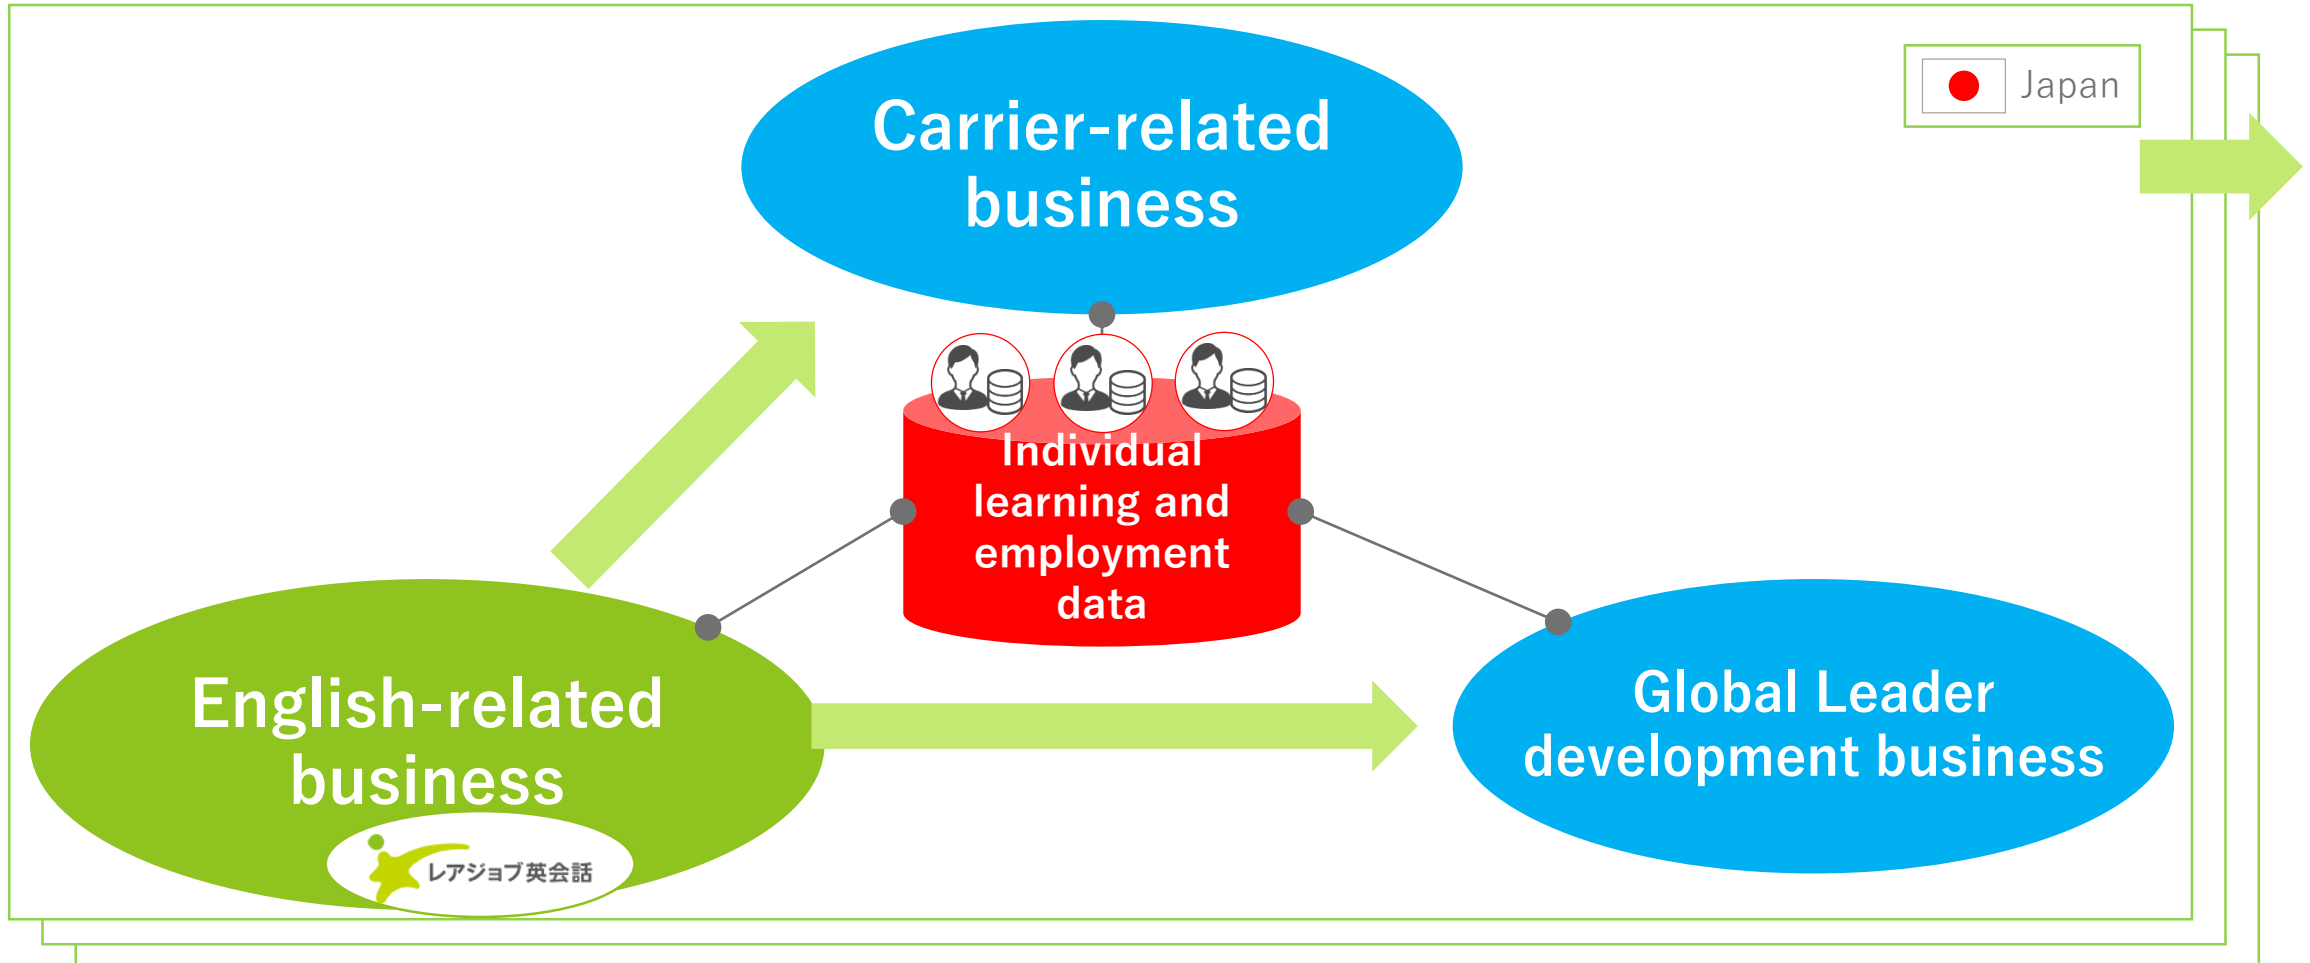 Carrier-related
business
Japan
Individual
learning and
employment
data
English-related
business
レアジョブ英会話
Global Leader
development business